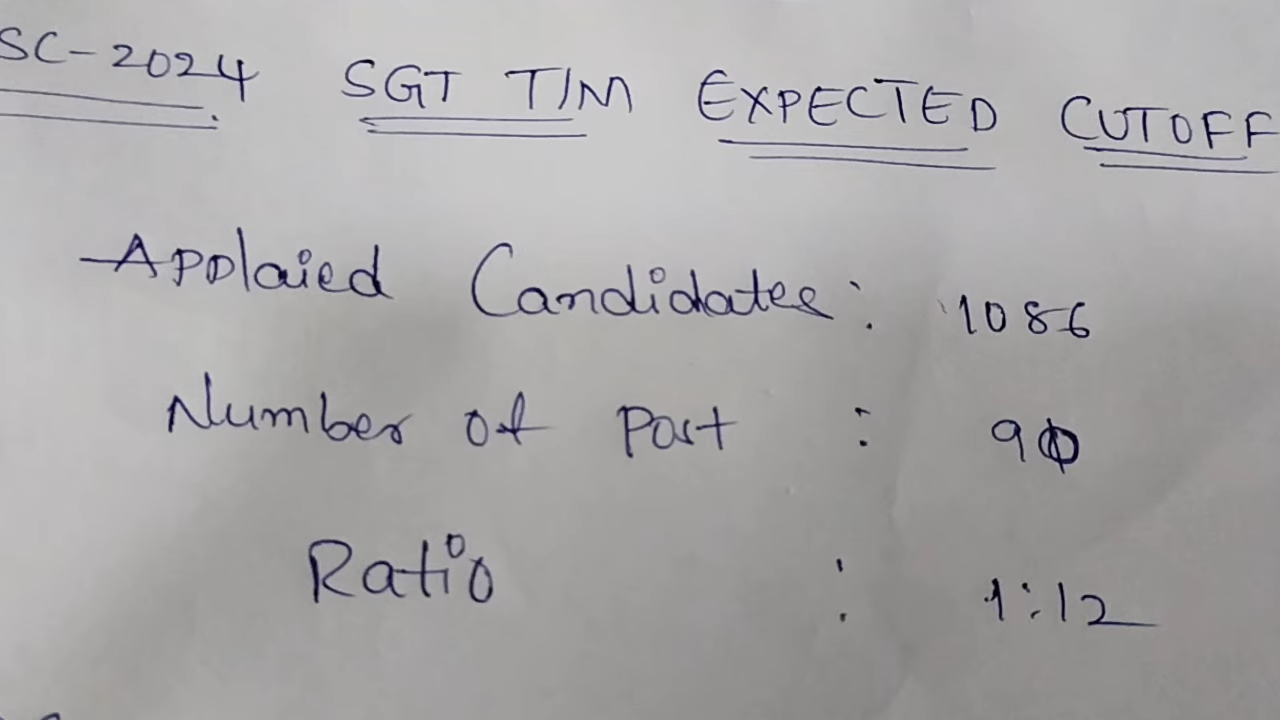 SC-2024 SGT T/M EXPECTED CUTOFF
Applaied Candidates: 1086
Number of Post : 90
Ratio : 1:12